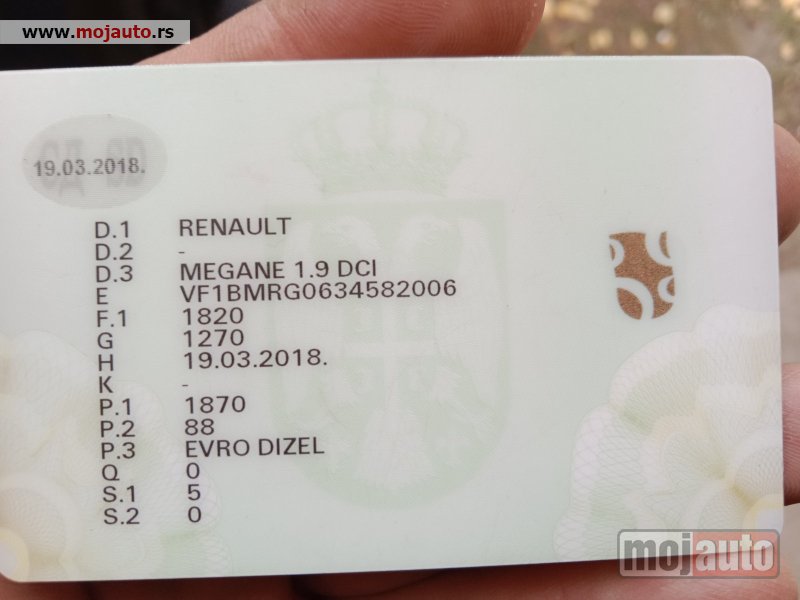 www.mojauto.rs
19.03.2018.
D.1 RENAULT
D.2 -
D.3 MEGANE 1.9 DCI
E VF1BMRG0634582006
F.1 1820
G 1270
H 19.03.2018.
K -
P.1 1870
P.2 88
P.3 EVRO DIZEL
Q 0
S.1 5
S.2 0
mojauto